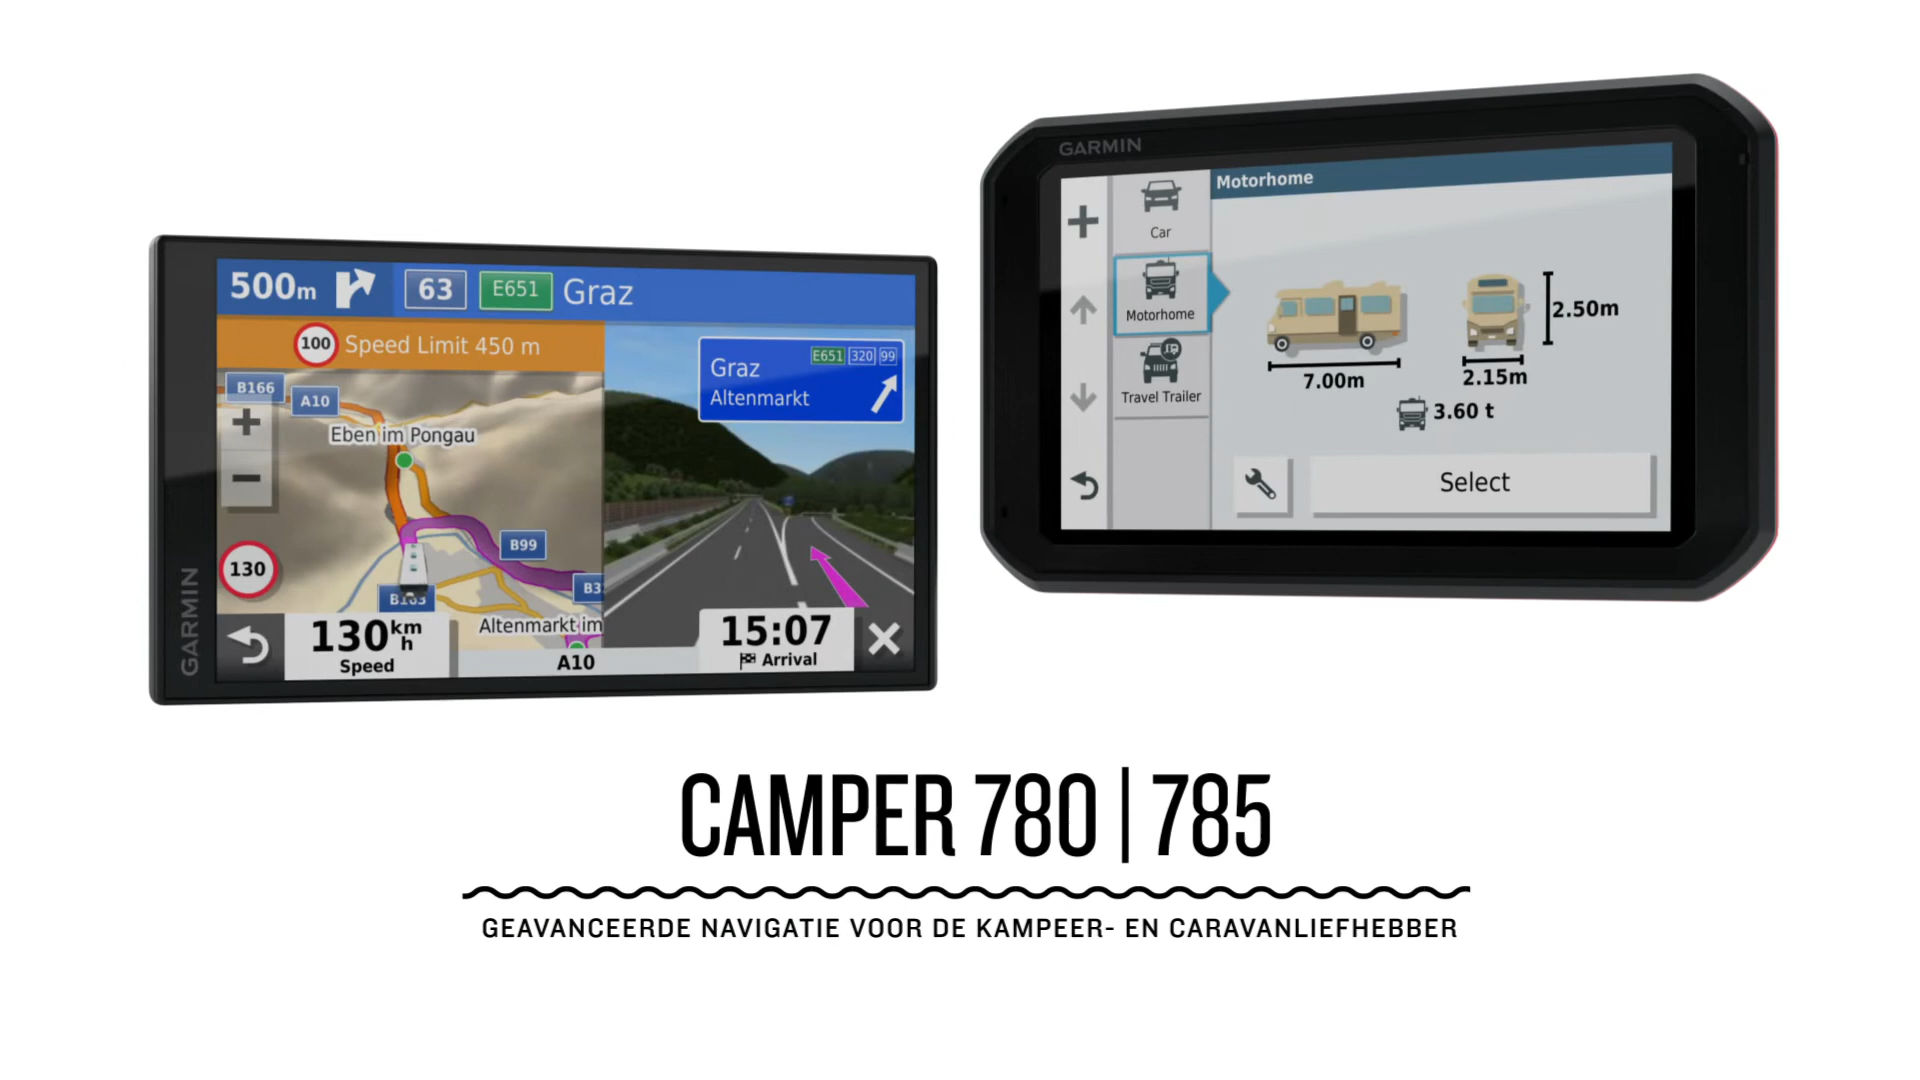 500m 63 E651 Graz
100 Speed Limit 450 m
B166
A10
Eben im Pongau
B99
130
B163
B3
Altenmarkt im
130 km h
Speed
A10
15:07
Arrival
E651 320 99
Graz
Altenmarkt
GARMIN
GARMIN
Motorhome
Car
Motorhome
Travel Trailer
2.50m
7.00m
2.15m
3.60 t
Select
CAMPER 780 | 785
GEAVANCEERDE NAVIGATIE VOOR DE KAMPEER- EN CARAVANLIEFHEBBER